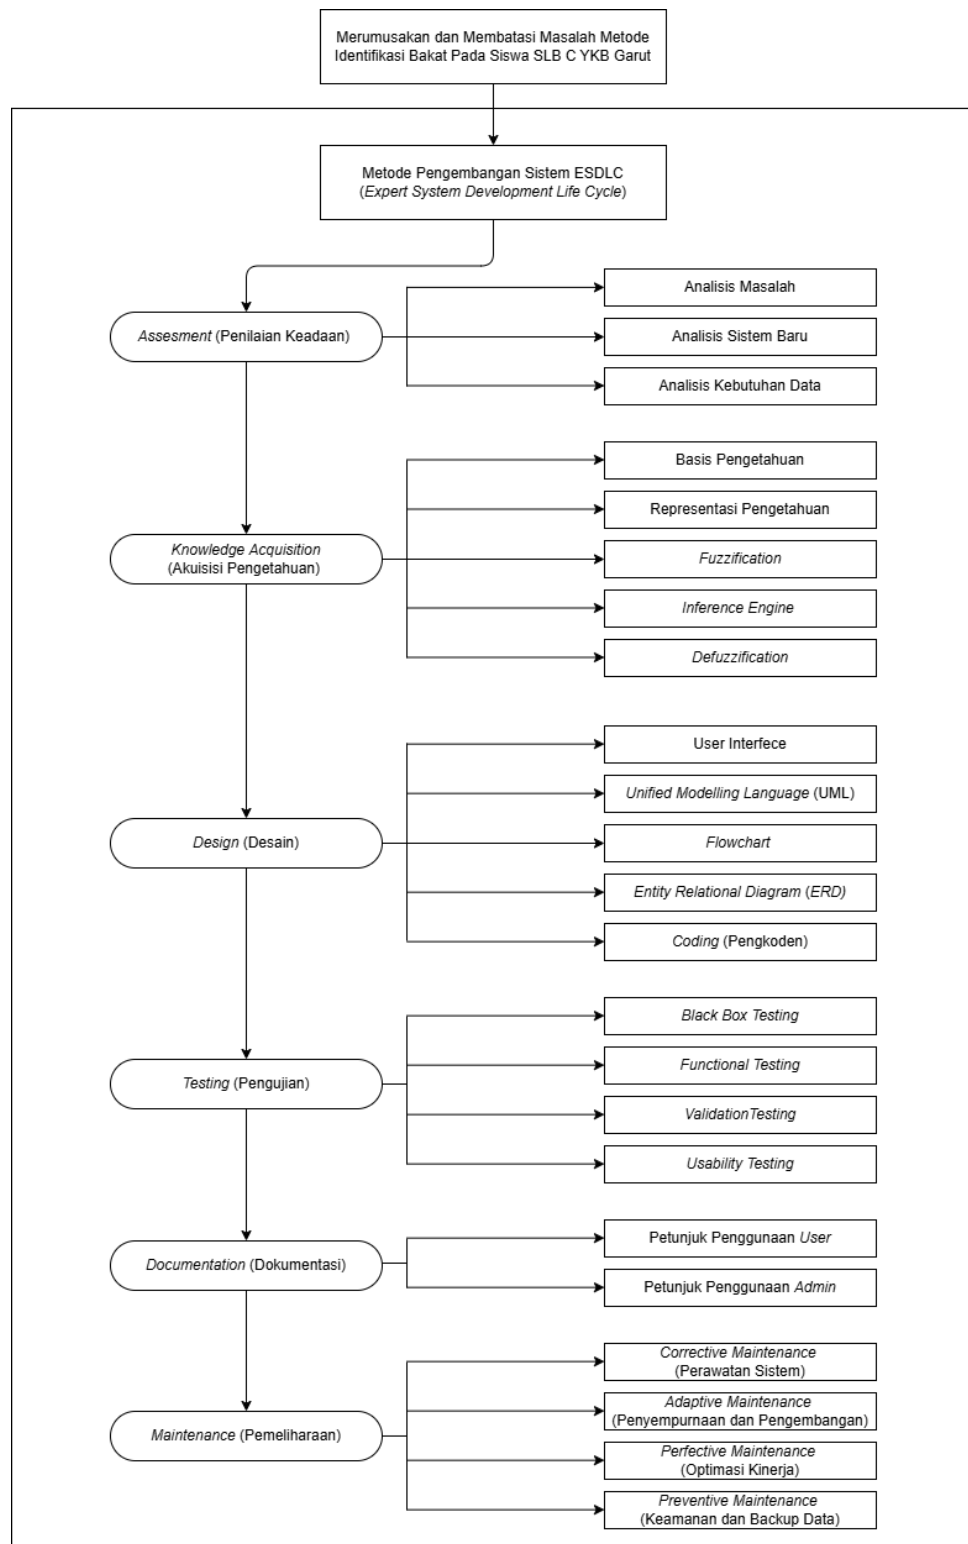 Merumusakan dan Membatasi Masalah Metode
Identifikasi Bakat Pada Siswa SLB C YKB Garut
Metode Pengembangan Sistem ESDLC
(Expert System Development Life Cycle)
Assesment (Penilaian Keadaan)
Analisis Masalah
Analisis Sistem Baru
Analisis Kebutuhan Data
Knowledge Acquisition
(Akuisisi Pengetahuan)
Basis Pengetahuan
Representasi Pengetahuan
Fuzzification
Inference Engine
Defuzzification
Design (Desain)
User Interfece
Unified Modelling Language (UML)
Flowchart
Entity Relational Diagram (ERD)
Coding (Pengkoden)
Testing (Pengujian)
Black Box Testing
Functional Testing
ValidationTesting
Usability Testing
Documentation (Dokumentasi)
Petunjuk Penggunaan User
Petunjuk Penggunaan Admin
Maintenance (Pemeliharaan)
Corrective Maintenance
(Perawatan Sistem)
Adaptive Maintenance
(Penyempurnaan dan Pengembangan)
Perfective Maintenance
(Optimasi Kinerja)
Preventive Maintenance
(Keamanan dan Backup Data)